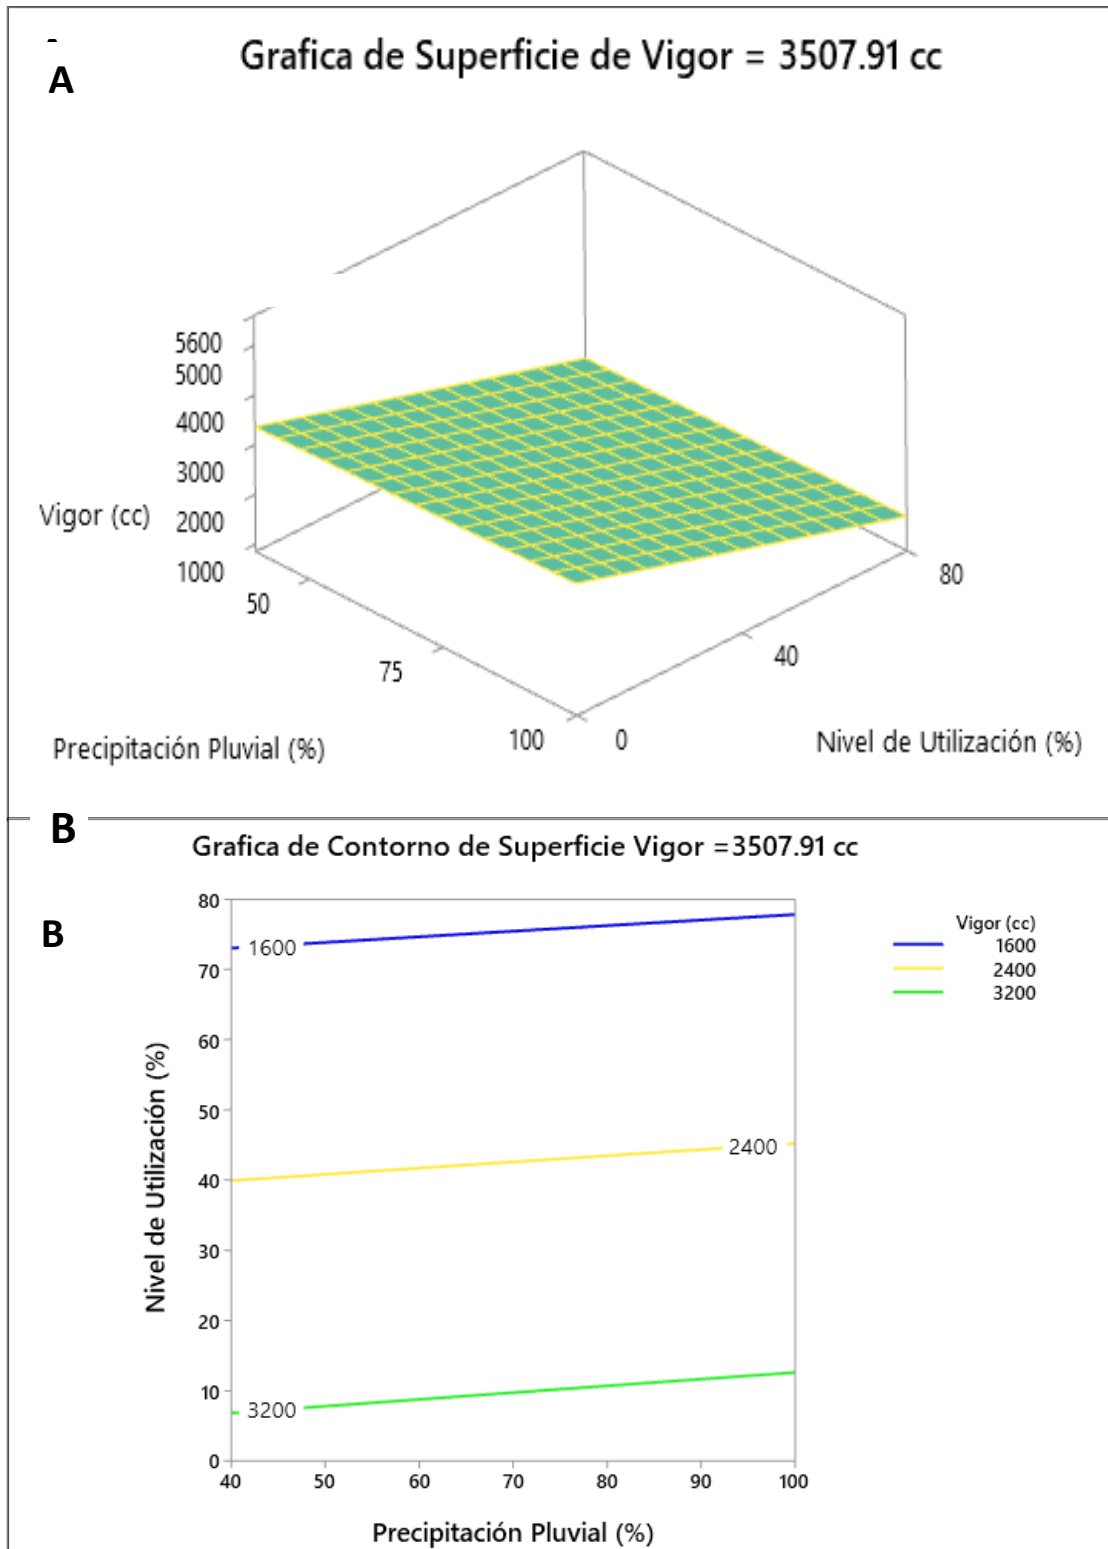 A
Grafica de Superficie de Vigor = 3507.91 cc
5600
5000
4000
3000
Vigor (cc)
2000
1000
50
75
100
0
40
80
Precipitación Pluvial (%)
Nivel de Utilización (%)
B
Grafica de Contorno de Superficie Vigor =3507.91 cc
B
Vigor (cc)
1600
2400
3200
80
70
60
50
40
30
20
10
0
1600
2400
3200
Nivel de Utilización (%)
40 50 60 70 80 90 100
Precipitación Pluvial (%)